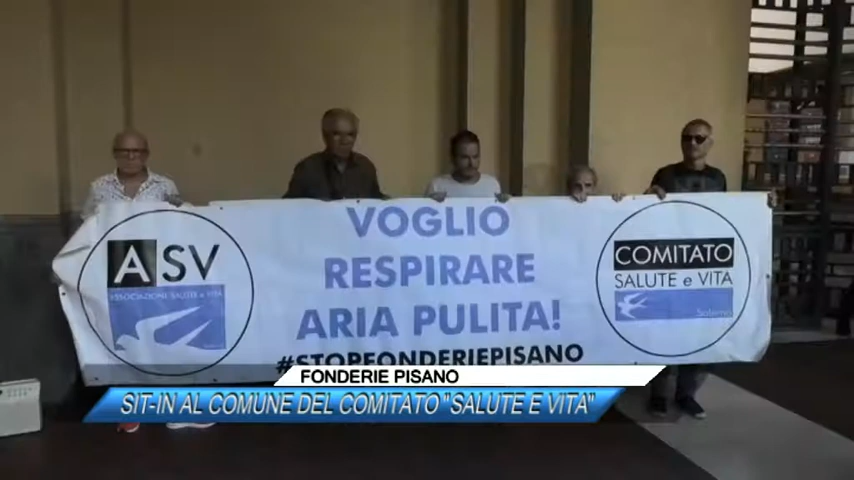 VOGLIO
RESPIRARE
ARIA PULITA!
#STOPFONDERIEPISANO
ASV
ASSOCIAZIONE SALUTE e VITA
COMITATO
SALUTE e VITA
Salerno
FONDERIE PISANO
SIT-IN AL COMUNE DEL COMITATO "SALUTE E VITA"